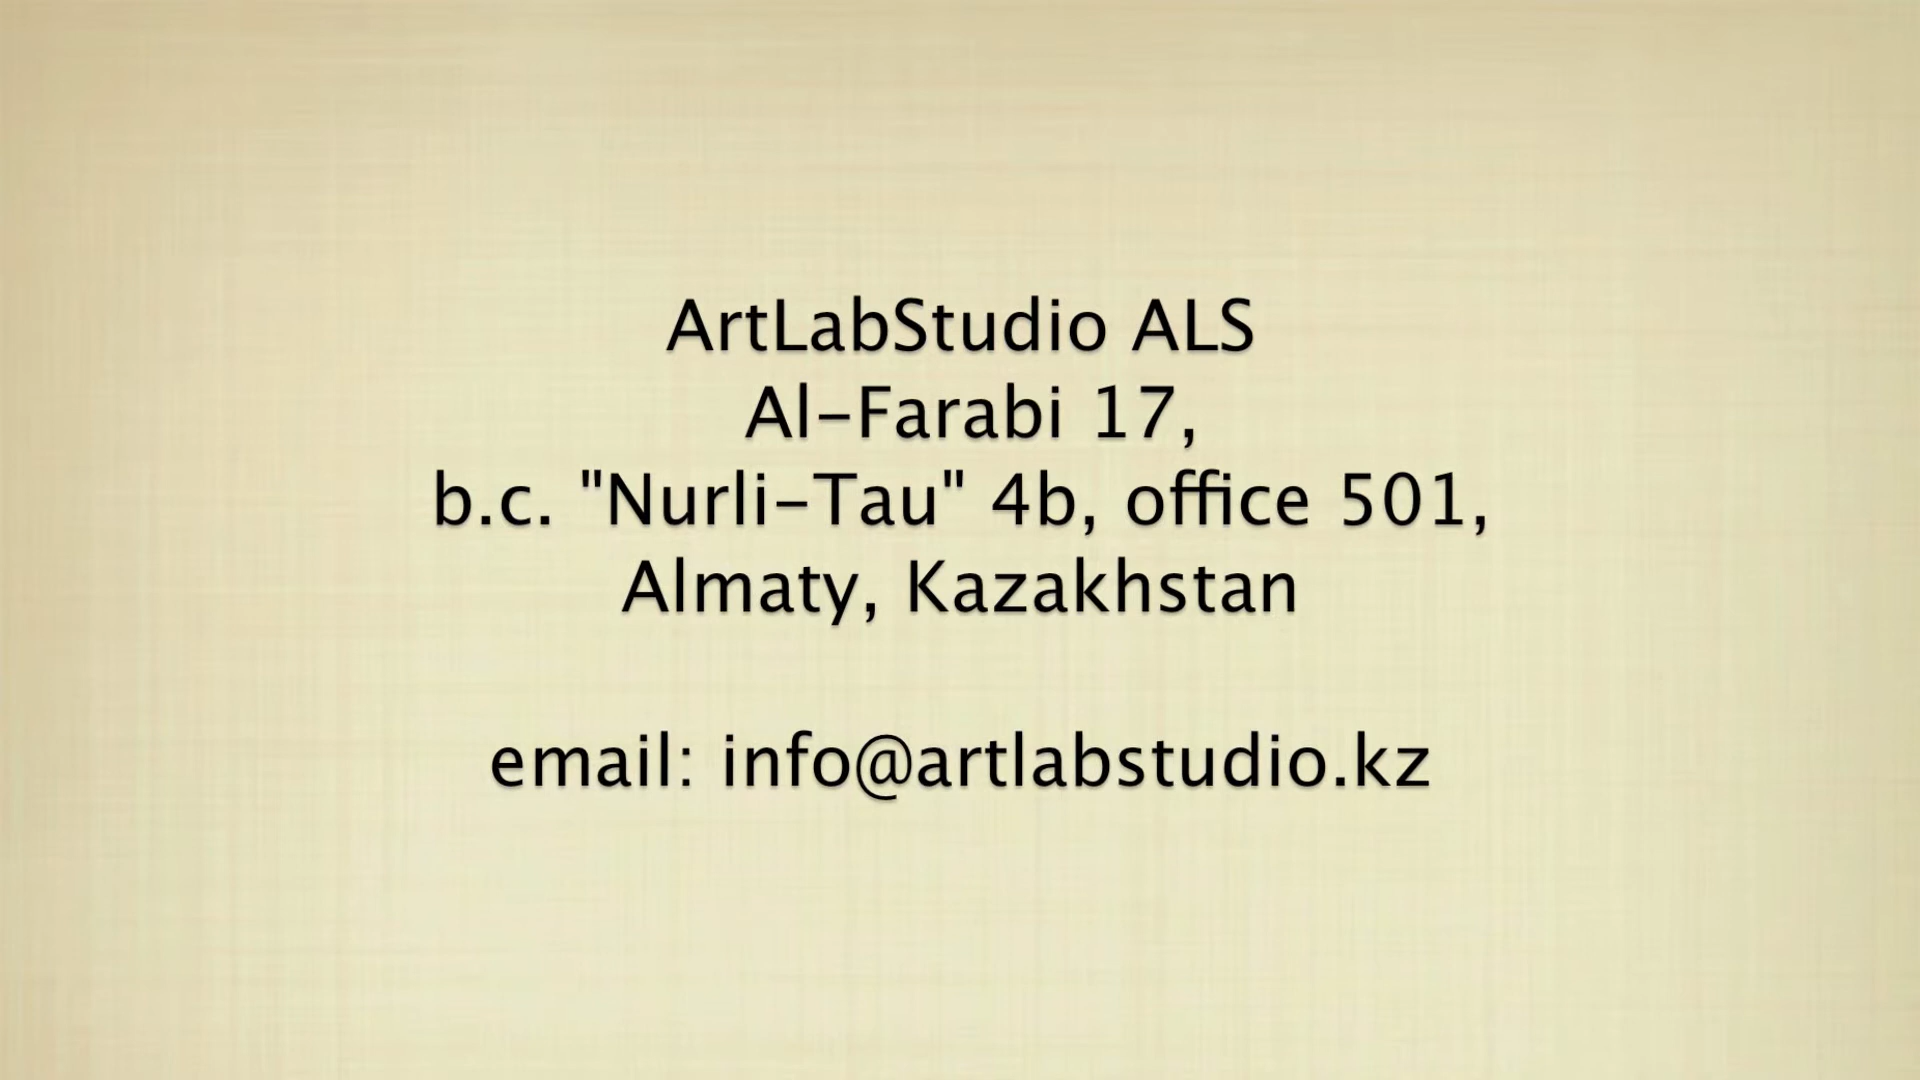 ArtLabStudio ALS
Al-Farabi 17,
b.c. "Nurli-Tau" 4b, office 501,
Almaty, Kazakhstan
email: info@artlabstudio.kz